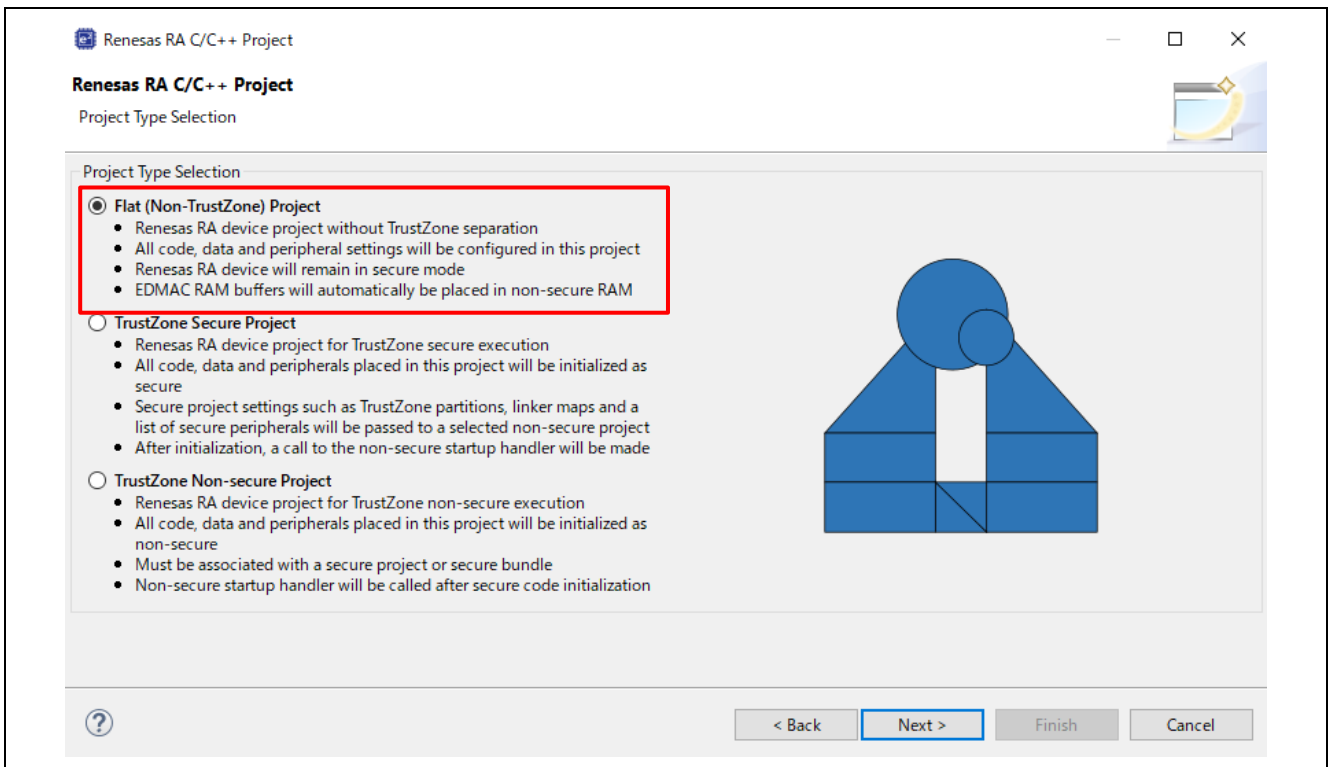 Renesas RA C/C++ Project
Renesas RA C/C++ Project
Project Type Selection
Project Type Selection
Flat (Non-TrustZone) Project
• Renesas RA device project without TrustZone separation
• All code, data and peripheral settings will be configured in this project
• Renesas RA device will remain in secure mode
• EDMAC RAM buffers will automatically be placed in non-secure RAM
TrustZone Secure Project
• Renesas RA device project for TrustZone secure execution
• All code, data and peripherals placed in this project will be initialized as
secure
• Secure project settings such as TrustZone partitions, linker maps and a
list of secure peripherals will be passed to a selected non-secure project
• After initialization, a call to the non-secure startup handler will be made
TrustZone Non-secure Project
• Renesas RA device project for TrustZone non-secure execution
• All code, data and peripherals placed in this project will be initialized as
non-secure
• Must be associated with a secure project or secure bundle
• Non-secure startup handler will be called after secure code initialization
? < Back Next > Finish Cancel